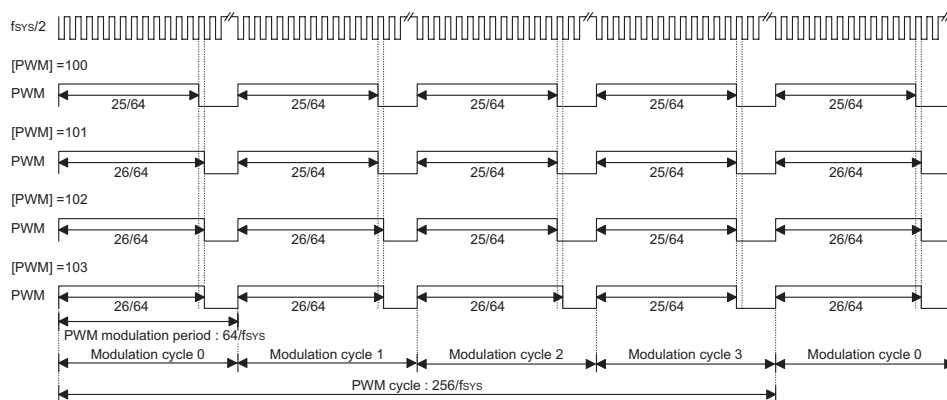 fSYS/2
[PWM] =100
PWM
25/64 25/64 25/64 25/64 25/64
[PWM] =101
PWM
26/64 25/64 25/64 25/64 26/64
[PWM] =102
PWM
26/64 26/64 25/64 25/64 26/64
[PWM] =103
PWM
26/64 26/64 26/64 25/64 26/64
PWM modulation period : 64/fSYS
Modulation cycle 0 Modulation cycle 1 Modulation cycle 2 Modulation cycle 3 Modulation cycle 0
PWM cycle : 256/fSYS